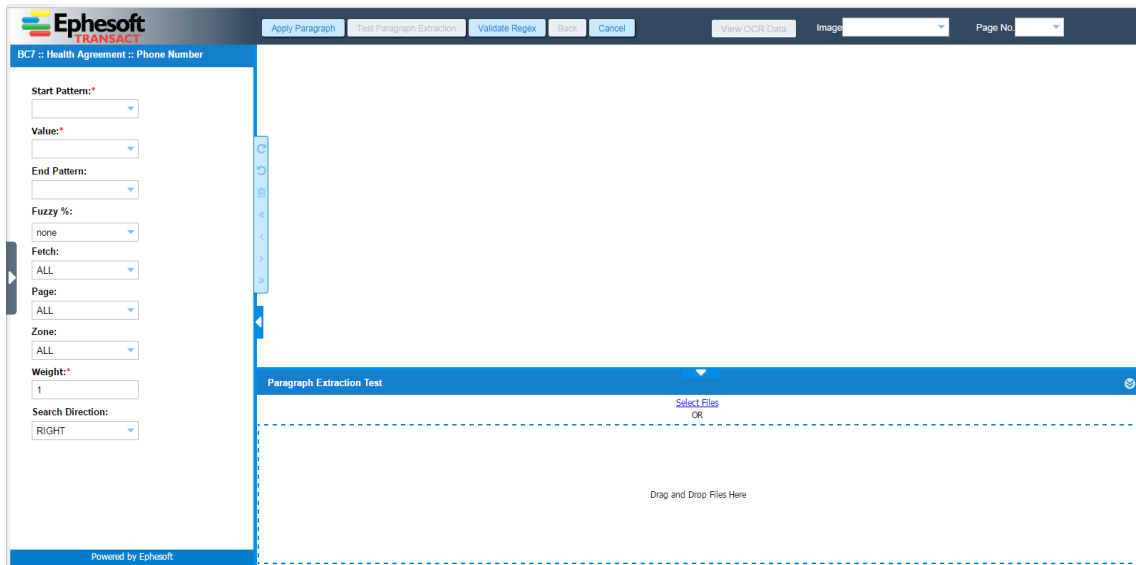 Ephesoft
TRANSACT
Apply Paragraph Test Paragraph Extraction Validate Regex Back Cancel View OCR Data Image Page No.
BC7 :: Health Agreement :: Phone Number
Start Pattern:*
Value:*
End Pattern:
Fuzzy %:
none
Fetch:
ALL
Page:
ALL
Zone:
ALL
Weight:*
1
Search Direction:
RIGHT
Powered by Ephesoft
Paragraph Extraction Test
Select Files
OR
Drag and Drop Files Here